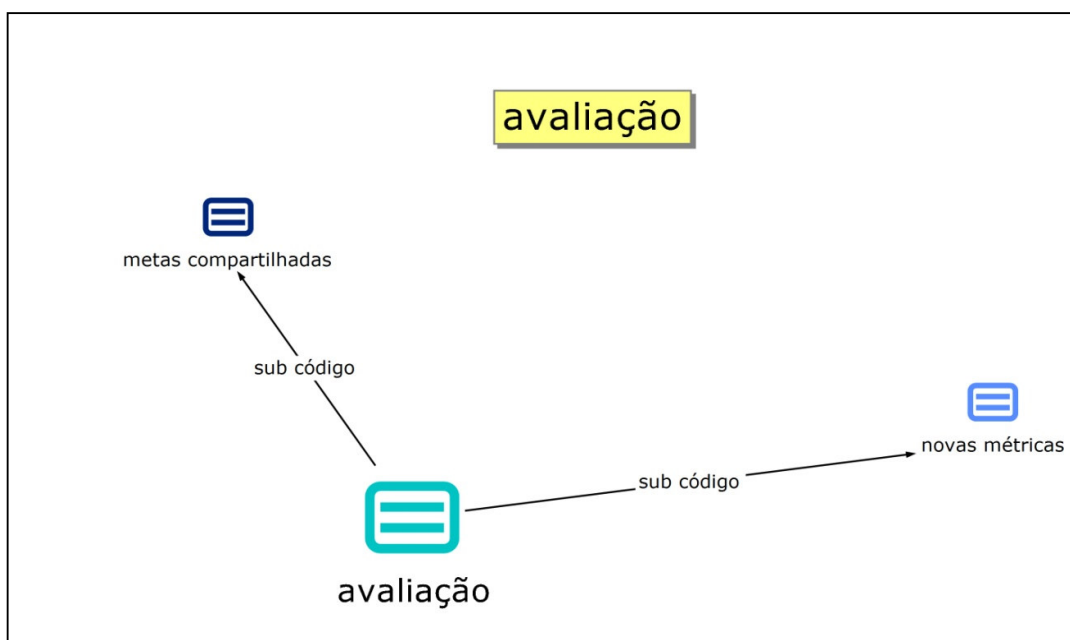 avaliação
metas compartilhadas
sub código
novas métricas
sub código
avaliação